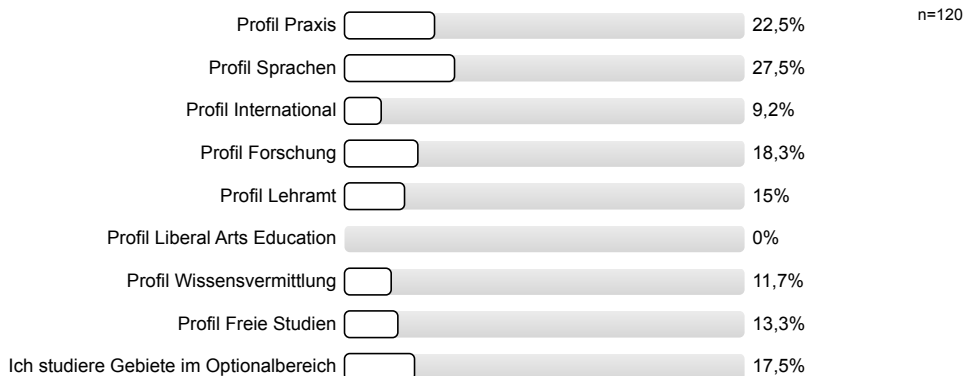 Profil Praxis 22,5% n=120
Profil Sprachen 27,5%
Profil International 9,2%
Profil Forschung 18,3%
Profil Lehramt 15%
Profil Liberal Arts Education 0%
Profil Wissensvermittlung 11,7%
Profil Freie Studien 13,3%
Ich studiere Gebiete im Optionalbereich 17,5%